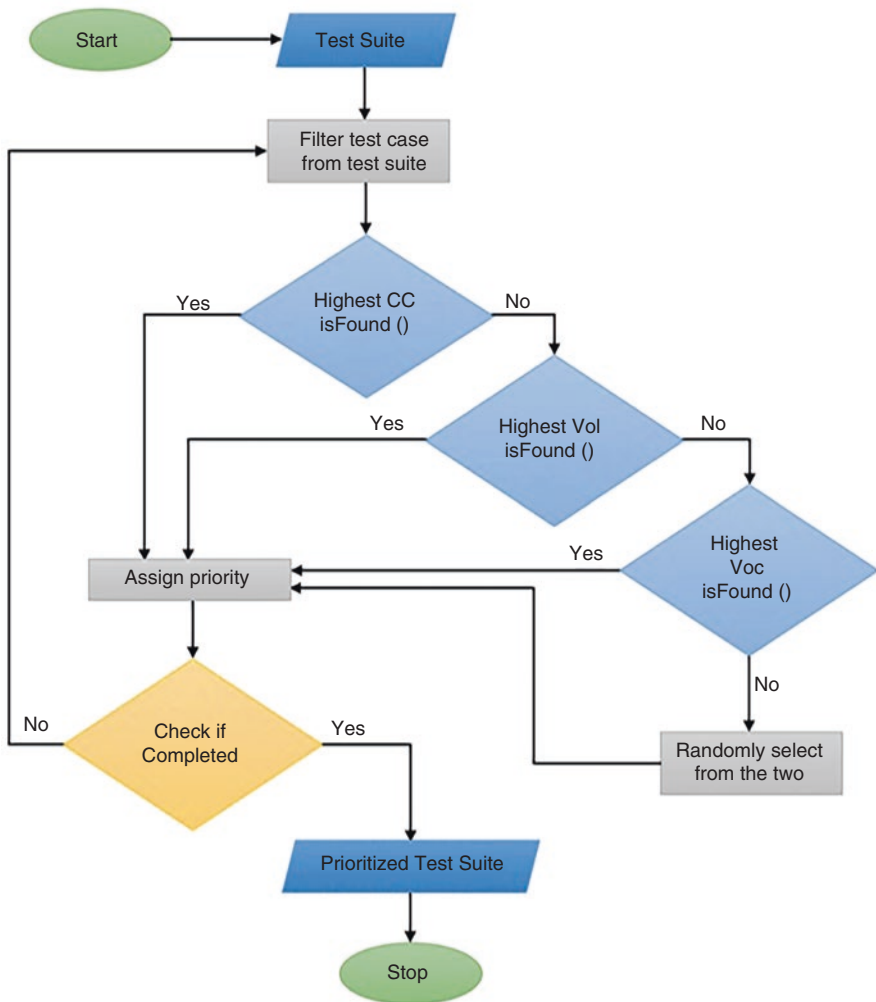 Start
Test Suite
Filter test case
from test suite
Yes
Highest CC
isFound ()
No
Yes
Highest Vol
isFound ()
No
Yes
Highest
Voc
isFound ()
Assign priority
No
No
Check if
Completed
Yes
Randomly select
from the two
Prioritized Test Suite
Stop